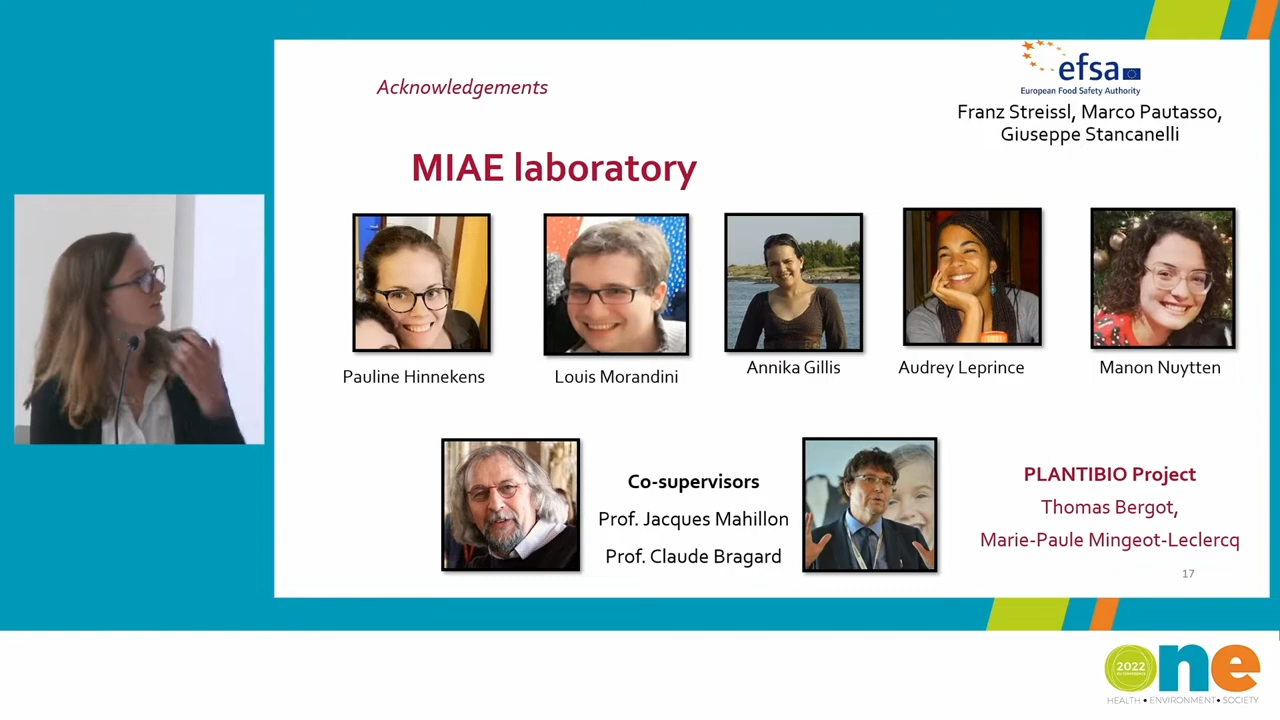 Acknowledgements
efsa
European Food Safety Authority
Franz Streissl, Marco Pautasso,
Giuseppe Stancanelli
MIAE laboratory
Pauline Hinnekens
Louis Morandini
Annika Gillis
Audrey Leprince
Manon Nuytten
Co-supervisors
Prof. Jacques Mahillon
Prof. Claude Bragard
PLANTIBIO Project
Thomas Bergot,
Marie-Paule Mingeot-Leclercq
17
2022
one
HEALTH • ENVIRONMENT • SOCIETY